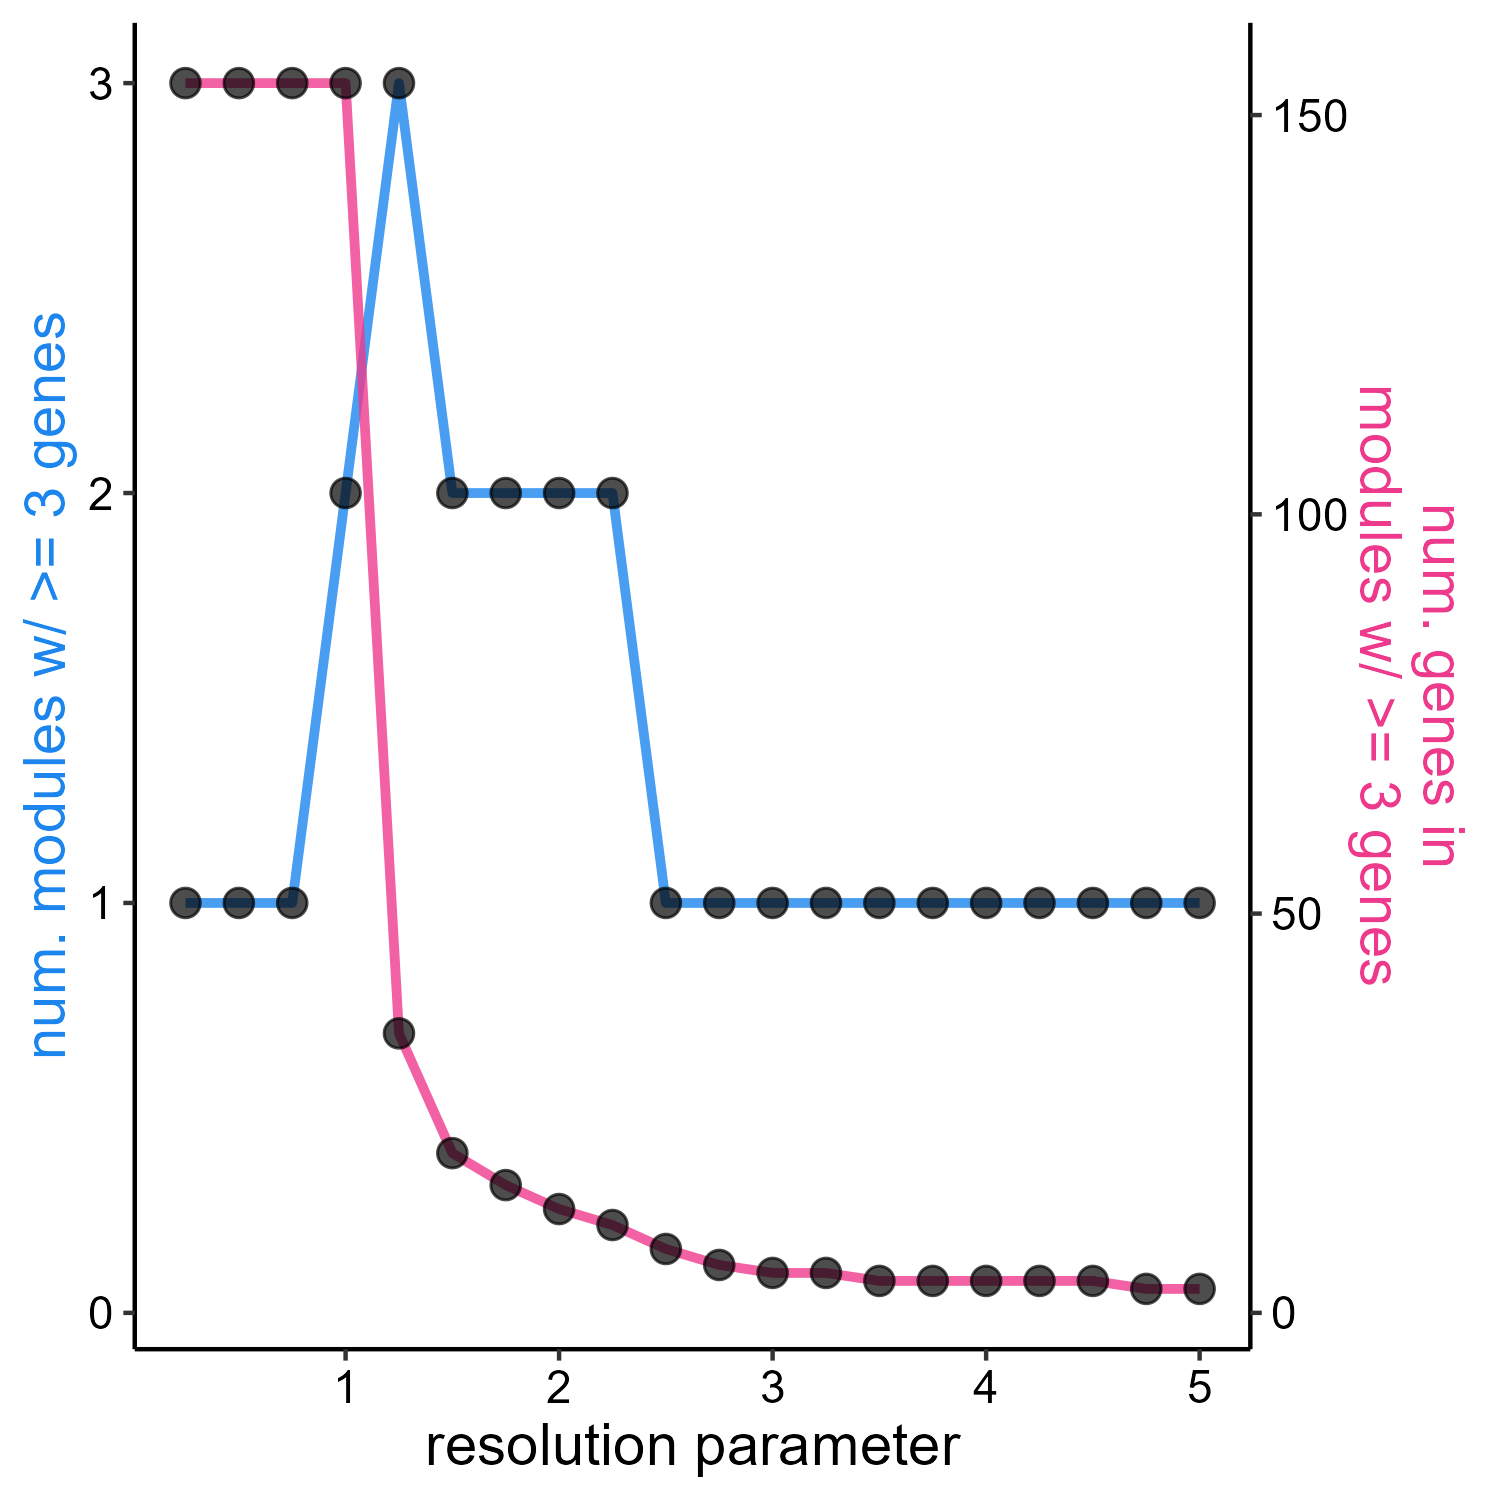 3
2
1
0
num. modules w/ >= 3 genes
150
100
50
0
num. genes in
modules w/ >= 3 genes
1 2 3 4 5
resolution parameter